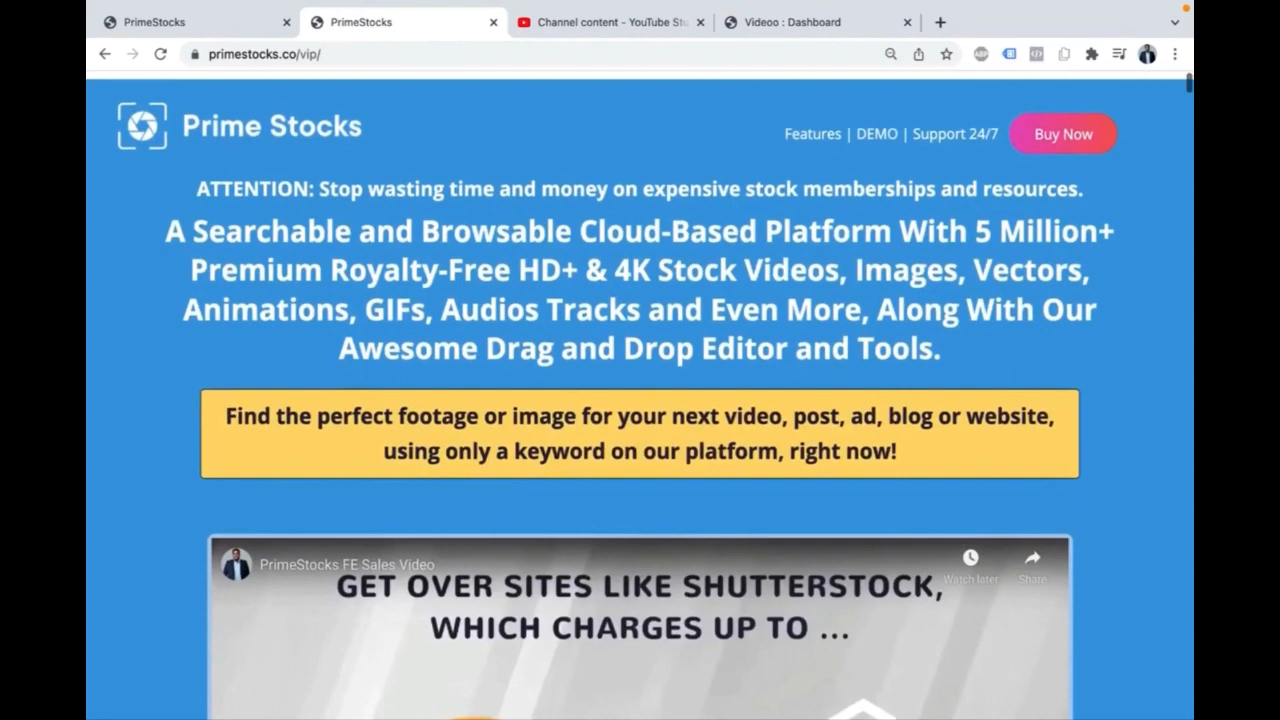 PrimeStocks
PrimeStocks
Channel content - YouTube Stu
Videoo : Dashboard
primestocks.co/vip/
Prime Stocks
Features | DEMO | Support 24/7
Buy Now
ATTENTION: Stop wasting time and money on expensive stock memberships and resources.
A Searchable and Browsable Cloud-Based Platform With 5 Million+
Premium Royalty-Free HD+ & 4K Stock Videos, Images, Vectors,
Animations, GIFs, Audios Tracks and Even More, Along With Our
Awesome Drag and Drop Editor and Tools.
Find the perfect footage or image for your next video, post, ad, blog or website,
using only a keyword on our platform, right now!
PrimeStocks FE Sales Video
Watch later
Share
GET OVER SITES LIKE SHUTTERSTOCK,
WHICH CHARGES UP TO ...